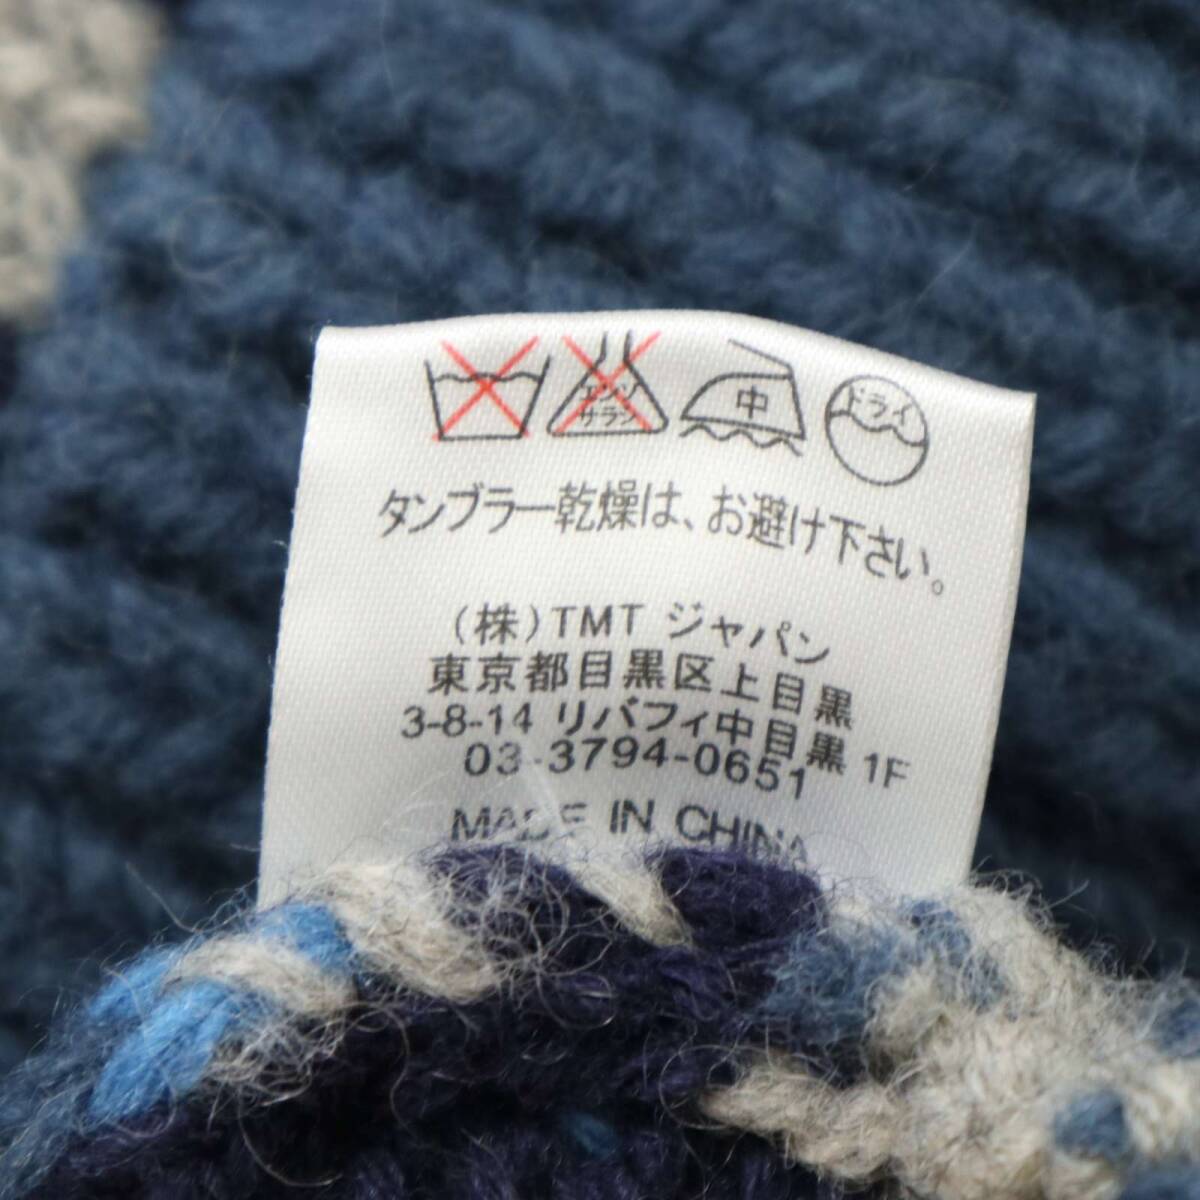 エンソ
サラシ
中
ドライ
タンブラー乾燥は、お避け下さい。
(株)TMT ジャパン
東京都目黒区上目黒
3-8-14 リバフィ中目黒 1F
03-3794-0651
MADE IN CHINA